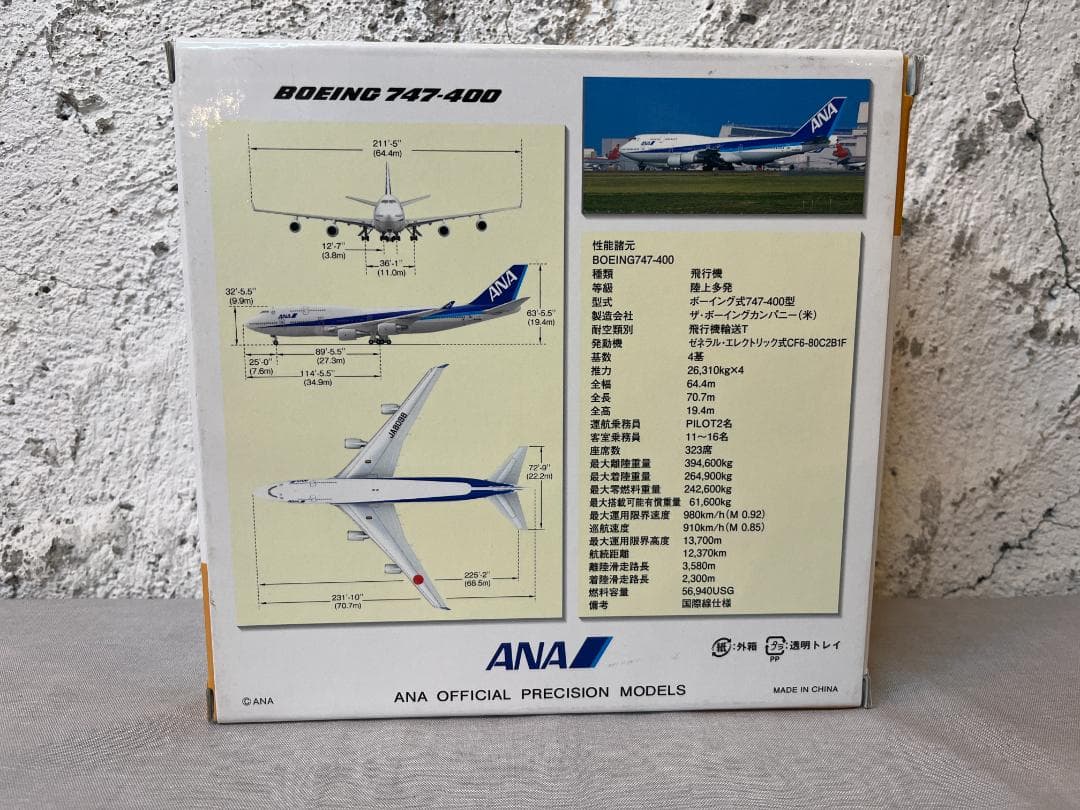 BOEING 747-400
211'-5"
(64.4m)
12'-7"
(3.8m)
36'-1"
(11.0m)
32'-5.5"
(9.9m)
ANA
ANA
63'-5.5"
(19.4m)
25'-0"
(7.6m)
89'-5.5"
(27.3m)
114'-5.5"
(34.9m)
JA8098
72'-9"
(22.2m)
225'-2"
(68.5m)
231'-10"
(70.7m)
ANA
ANA
性能諸元
BOEING747-400
種類 飛行機
等級 陸上多発
型式 ボーイング式747-400型
製造会社 ザ・ボーイングカンパニー(米)
耐空類別 飛行機輸送T
発動機 ゼネラル・エレクトリック式CF6-80C2B1F
基数 4基
推力 26,310kg×4
全幅 64.4m
全長 70.7m
全高 19.4m
運航乗務員 PILOT2名
客室乗務員 11〜16名
座席数 323席
最大離陸重量 394,600kg
最大着陸重量 264,900kg
最大零燃料重量 242,600kg
最大搭載可能有償重量 61,600kg
最大運用限界速度 980km/h(M 0.92)
巡航速度 910km/h(M 0.85)
最大運用限界高度 13,700m
航続距離 12,370km
離陸滑走路長 3,580m
着陸滑走路長 2,300m
燃料容量 56,940USG
備考 国際線仕様
ANA
紙:外箱 プラ:透明トレイ
PP
©ANA
ANA OFFICIAL PRECISION MODELS
MADE IN CHINA